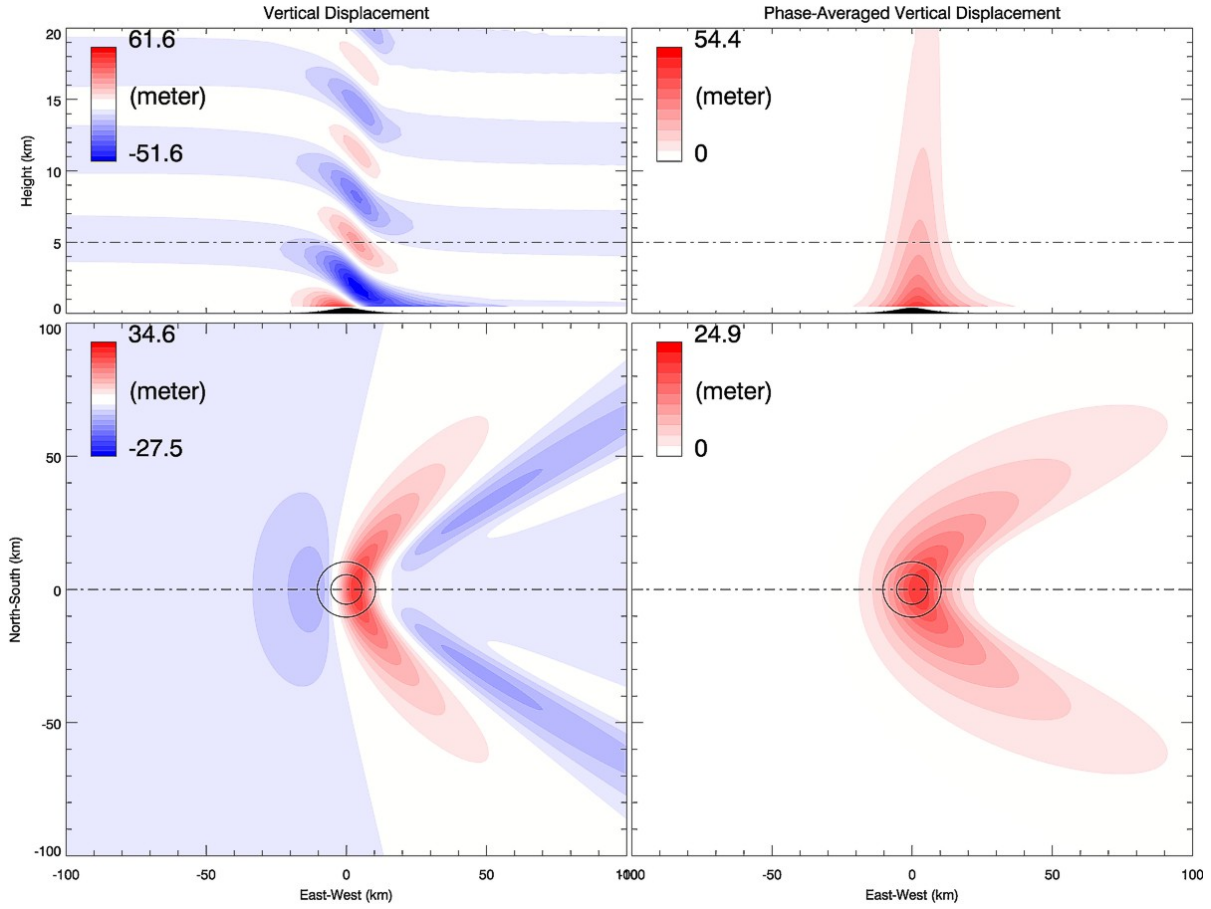 Vertical Displacement
Phase-Averaged Vertical Displacement
20
15
10
5
0
Height (km)
61.6
(meter)
-51.6
54.4
(meter)
0
100
50
0
-50
-100
North-South (km)
34.6
(meter)
-27.5
24.9
(meter)
0
-100
-50
0
50
100
East-West (km)
-100
-50
0
50
100
East-West (km)